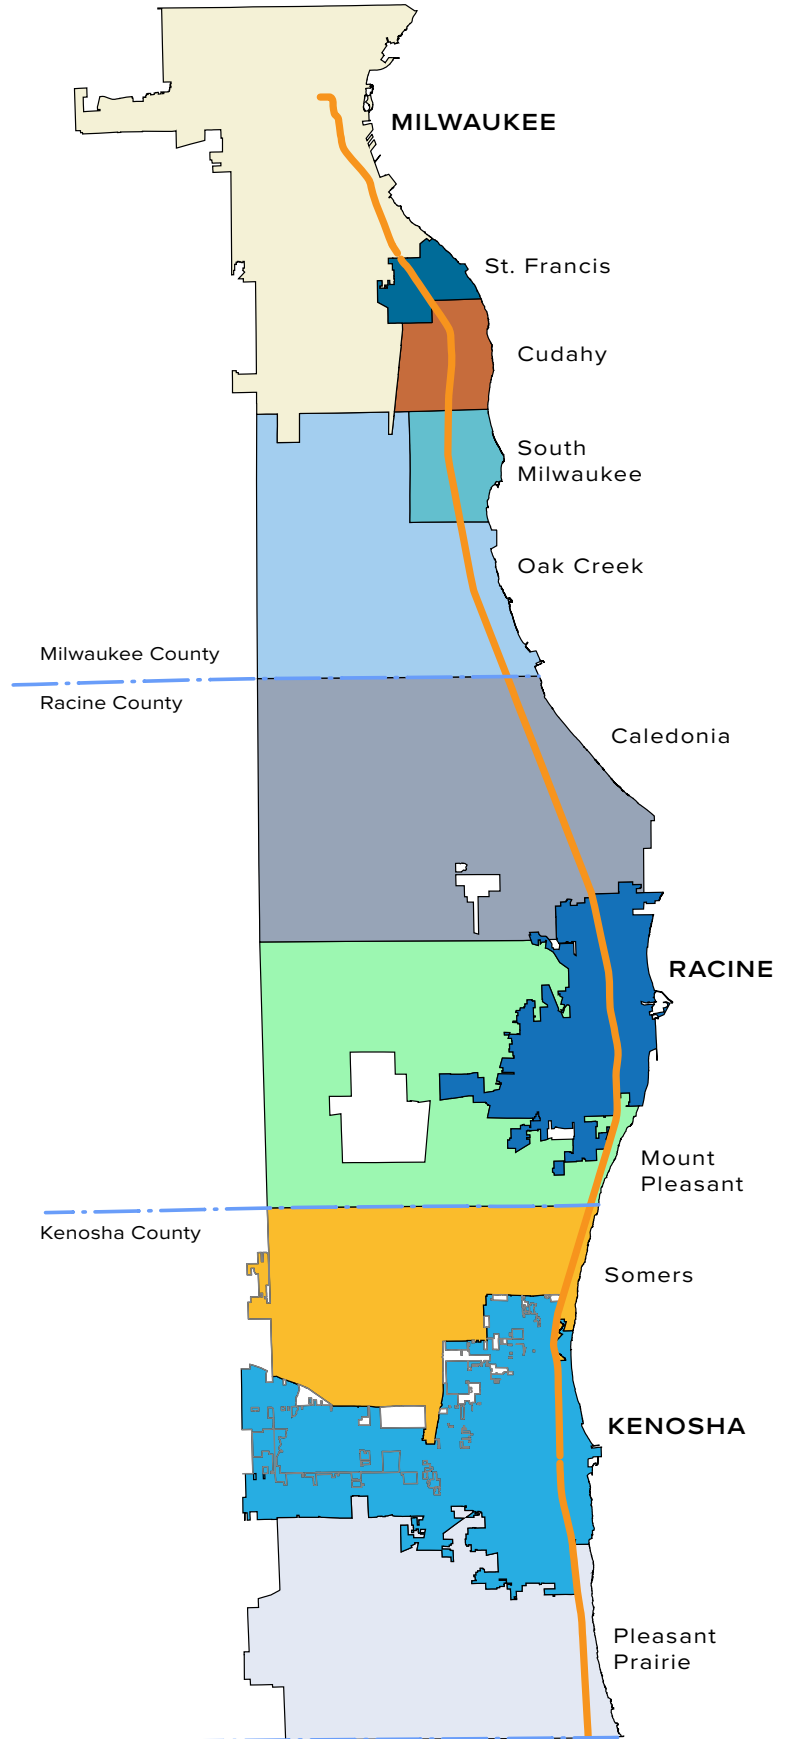 MILWAUKEE
St. Francis
Cudahy
South
Milwaukee
Oak Creek
Milwaukee County
Racine County
Caledonia
RACINE
Mount
Pleasant
Kenosha County
Somers
KENOSHA
Pleasant
Prairie